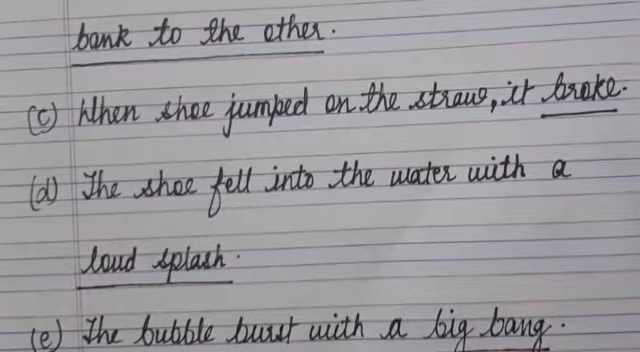 bank to the other.
(c) When shoe jumped on the straw, it broke.
(d) The shoe fell into the water with a
loud splash.
(e) The bubble burst with a big bang.